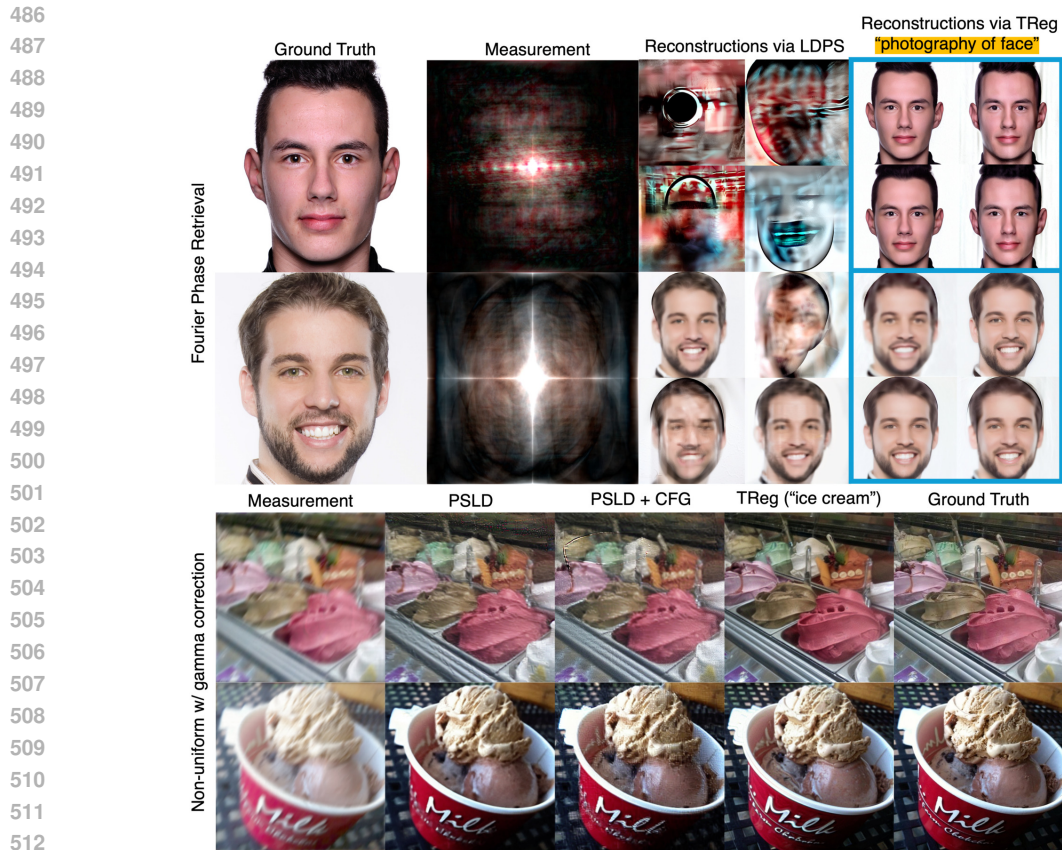 486
487
488
489
490
491
492
493
494
495
496
497
498
499
500
501
502
503
504
505
506
507
508
509
510
511
512
Ground Truth
Measurement
Reconstructions via LDPS
Reconstructions via TReg
"photography of face"
Fourier Phase Retrieval
Measurement
PSLD
PSLD + CFG
TReg ("ice cream")
Ground Truth
Non-uniform w/ gamma correction
Milk
Milk
Milk
Milk
Milk